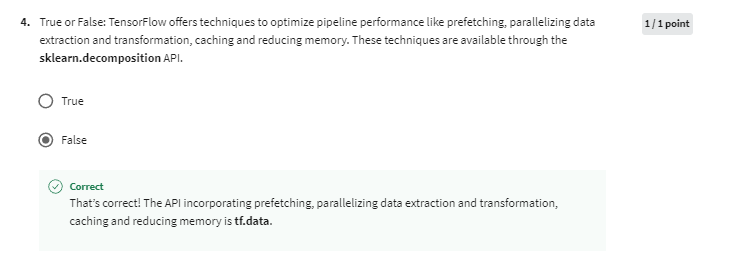 4. True or False: TensorFlow offers techniques to optimize pipeline performance like prefetching, parallelizing data
1 / 1 point
extraction and transformation, caching and reducing memory. These techniques are available through the
sklearn.decomposition API.
True
False
Correct
That's correct! The API incorporating prefetching, parallelizing data extraction and transformation,
caching and reducing memory is tf.data.